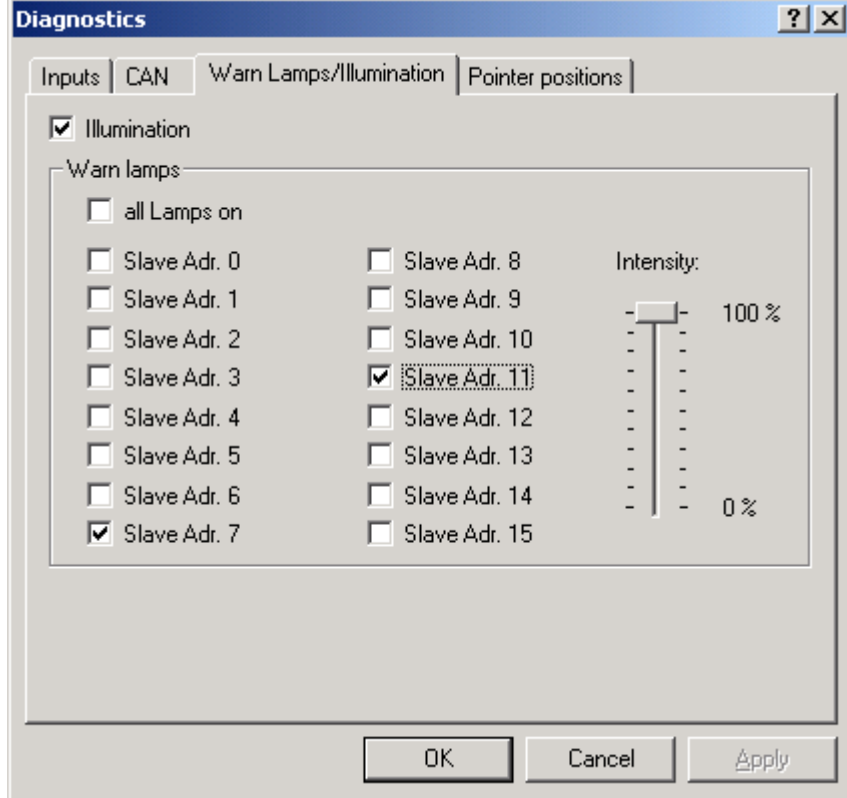 Diagnostics
Inputs CAN Warn Lamps/Illumination Pointer positions
Illumination
Warn lamps
all Lamps on
Slave Adr. 0 Slave Adr. 8 Intensity:
Slave Adr. 1 Slave Adr. 9 100 %
Slave Adr. 2 Slave Adr. 10
Slave Adr. 3 Slave Adr. 11
Slave Adr. 4 Slave Adr. 12
Slave Adr. 5 Slave Adr. 13
Slave Adr. 6 Slave Adr. 14 0 %
Slave Adr. 7 Slave Adr. 15
OK Cancel Apply